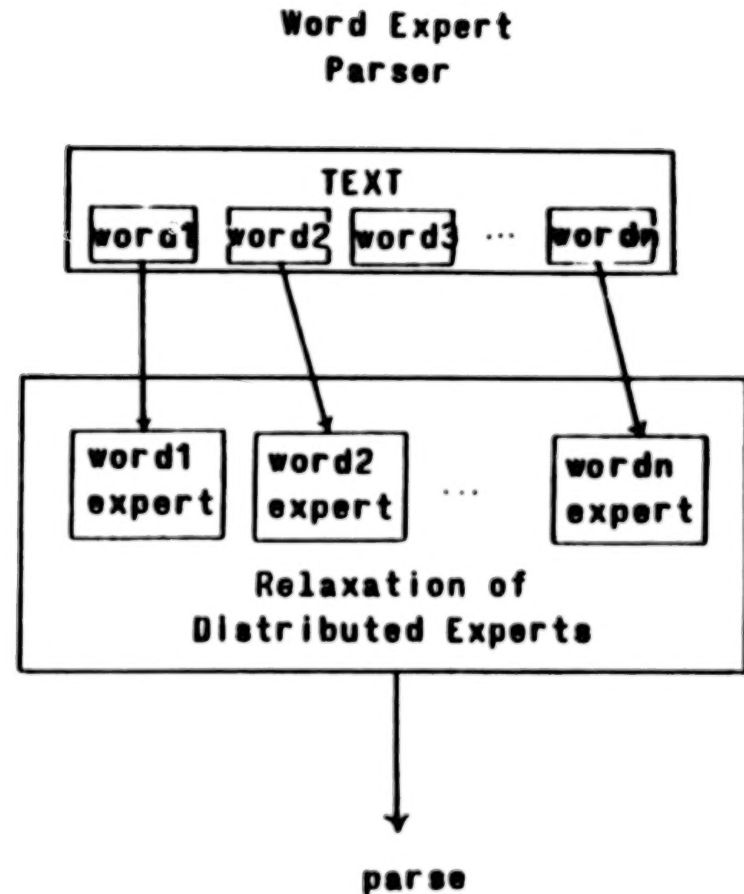 Word Expert
Parser
TEXT
word1 word2 word3 ... wordn
word1 word2 ... wordn
expert expert expert
Relaxation of
Distributed Experts
parse